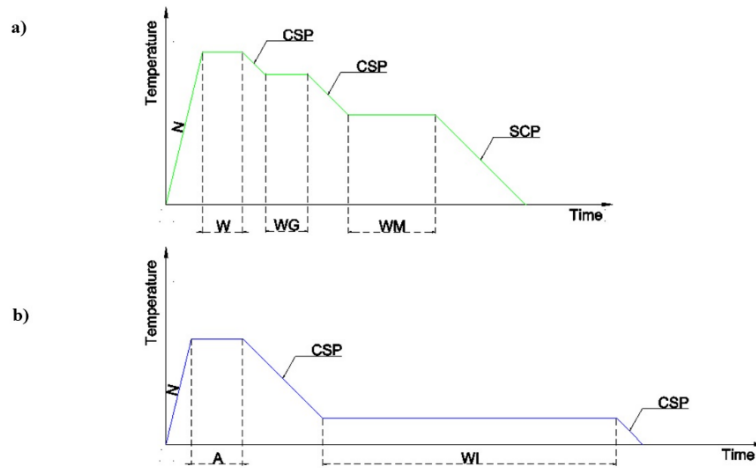 a)
Temperature
N
CSP
CSP
SCP
Time
W
WG
WM
b)
Temperature
N
CSP
CSP
Time
A
WI